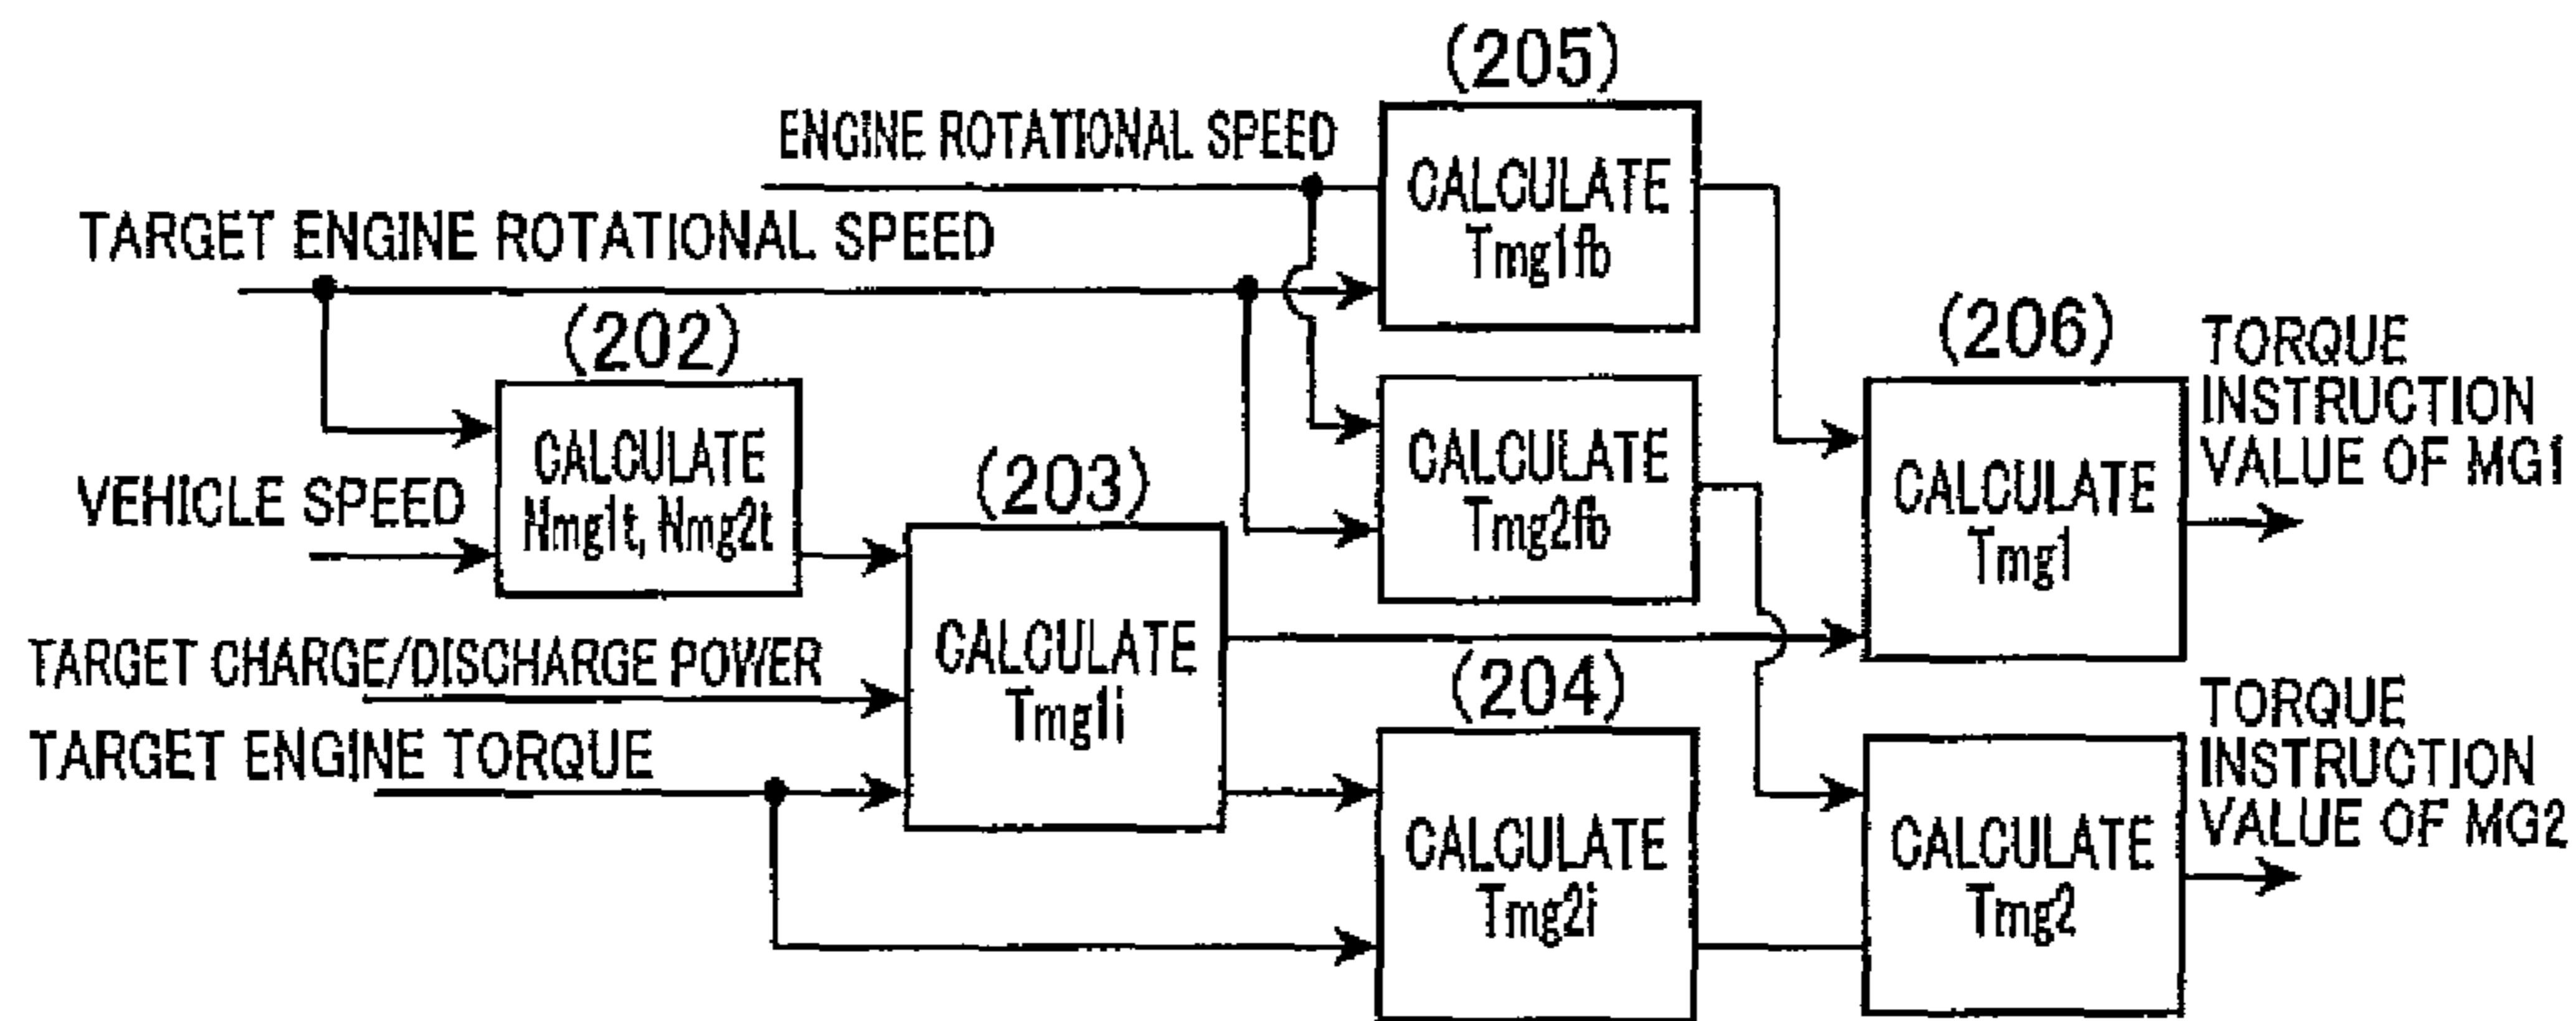 (205)
ENGINE ROTATIONAL SPEED
CALCULATE
Tmg1fb
TARGET ENGINE ROTATIONAL SPEED
(202)
CALCULATE
Nmg1t, Nmg2t
VEHICLE SPEED
(203)
CALCULATE
Tmg1i
TARGET CHARGE/DISCHARGE POWER
TARGET ENGINE TORQUE
CALCULATE
Tmg2fb
(204)
CALCULATE
Tmg2i
(206)
CALCULATE
Tmg1
TORQUE
INSTRUCTION
VALUE OF MG1
CALCULATE
Tmg2
TORQUE
INSTRUCTION
VALUE OF MG2